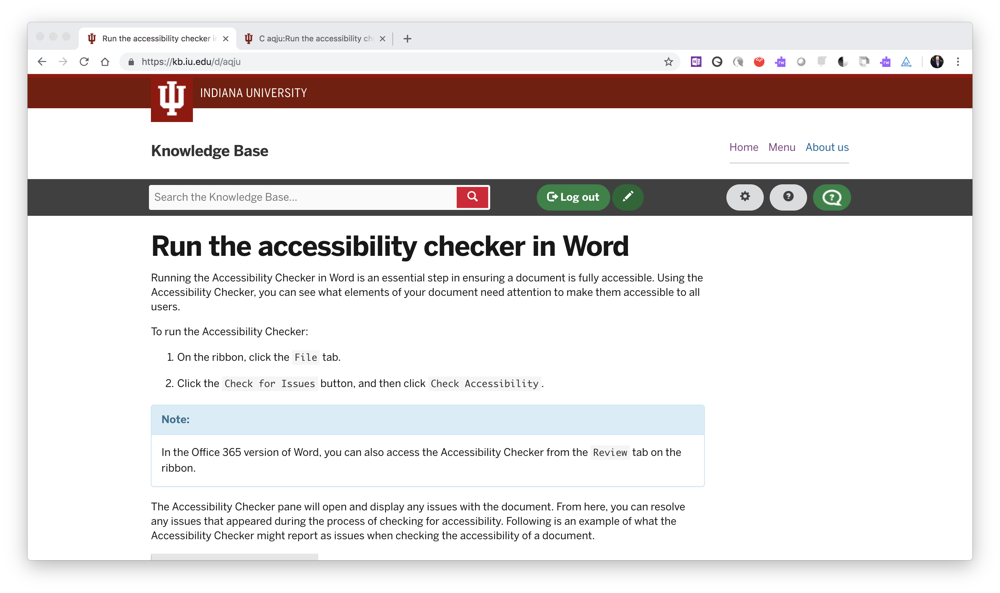 Run the accessibility checker in
C aqju:Run the accessibility ch
https://kb.iu.edu/d/aqju
INDIANA UNIVERSITY
Knowledge Base
Home Menu About us
Search the Knowledge Base...
Log out
Run the accessibility checker in Word
Running the Accessibility Checker in Word is an essential step in ensuring a document is fully accessible. Using the
Accessibility Checker, you can see what elements of your document need attention to make them accessible to all
users.
To run the Accessibility Checker:
1. On the ribbon, click the File tab.
2. Click the Check for Issues button, and then click Check Accessibility.
Note:
In the Office 365 version of Word, you can also access the Accessibility Checker from the Review tab on the
ribbon.
The Accessibility Checker pane will open and display any issues with the document. From here, you can resolve
any issues that appeared during the process of checking for accessibility. Following is an example of what the
Accessibility Checker might report as issues when checking the accessibility of a document.